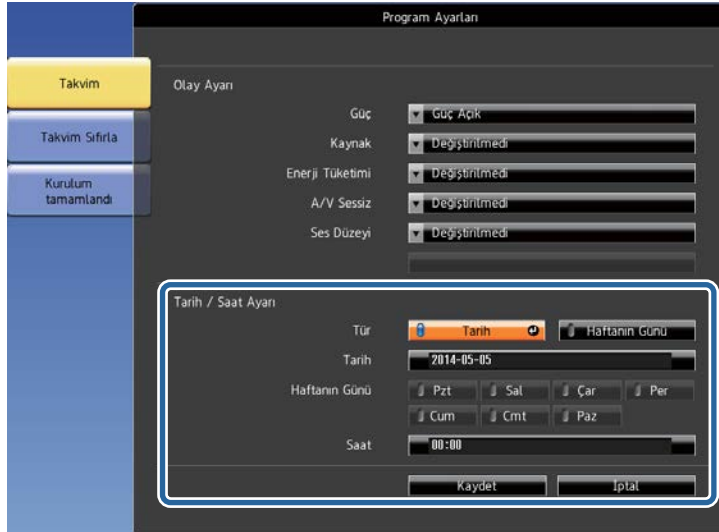 Program Ayarları
Takvim
Takvim Sıfırla
Kurulum
tamamlandı
Olay Ayarı
Güç Güç Açık
Kaynak Değiştirilmedi
Enerji Tüketimi Değiştirilmedi
A/V Sessiz Değiştirilmedi
Ses Düzeyi Değiştirilmedi
Tarih / Saat Ayarı
Tür Tarih Haftanın Günü
Tarih 2014-05-05
Haftanın Günü Pzt Sal Çar Per
Cum Cmt Paz
Saat 00:00
Kaydet İptal